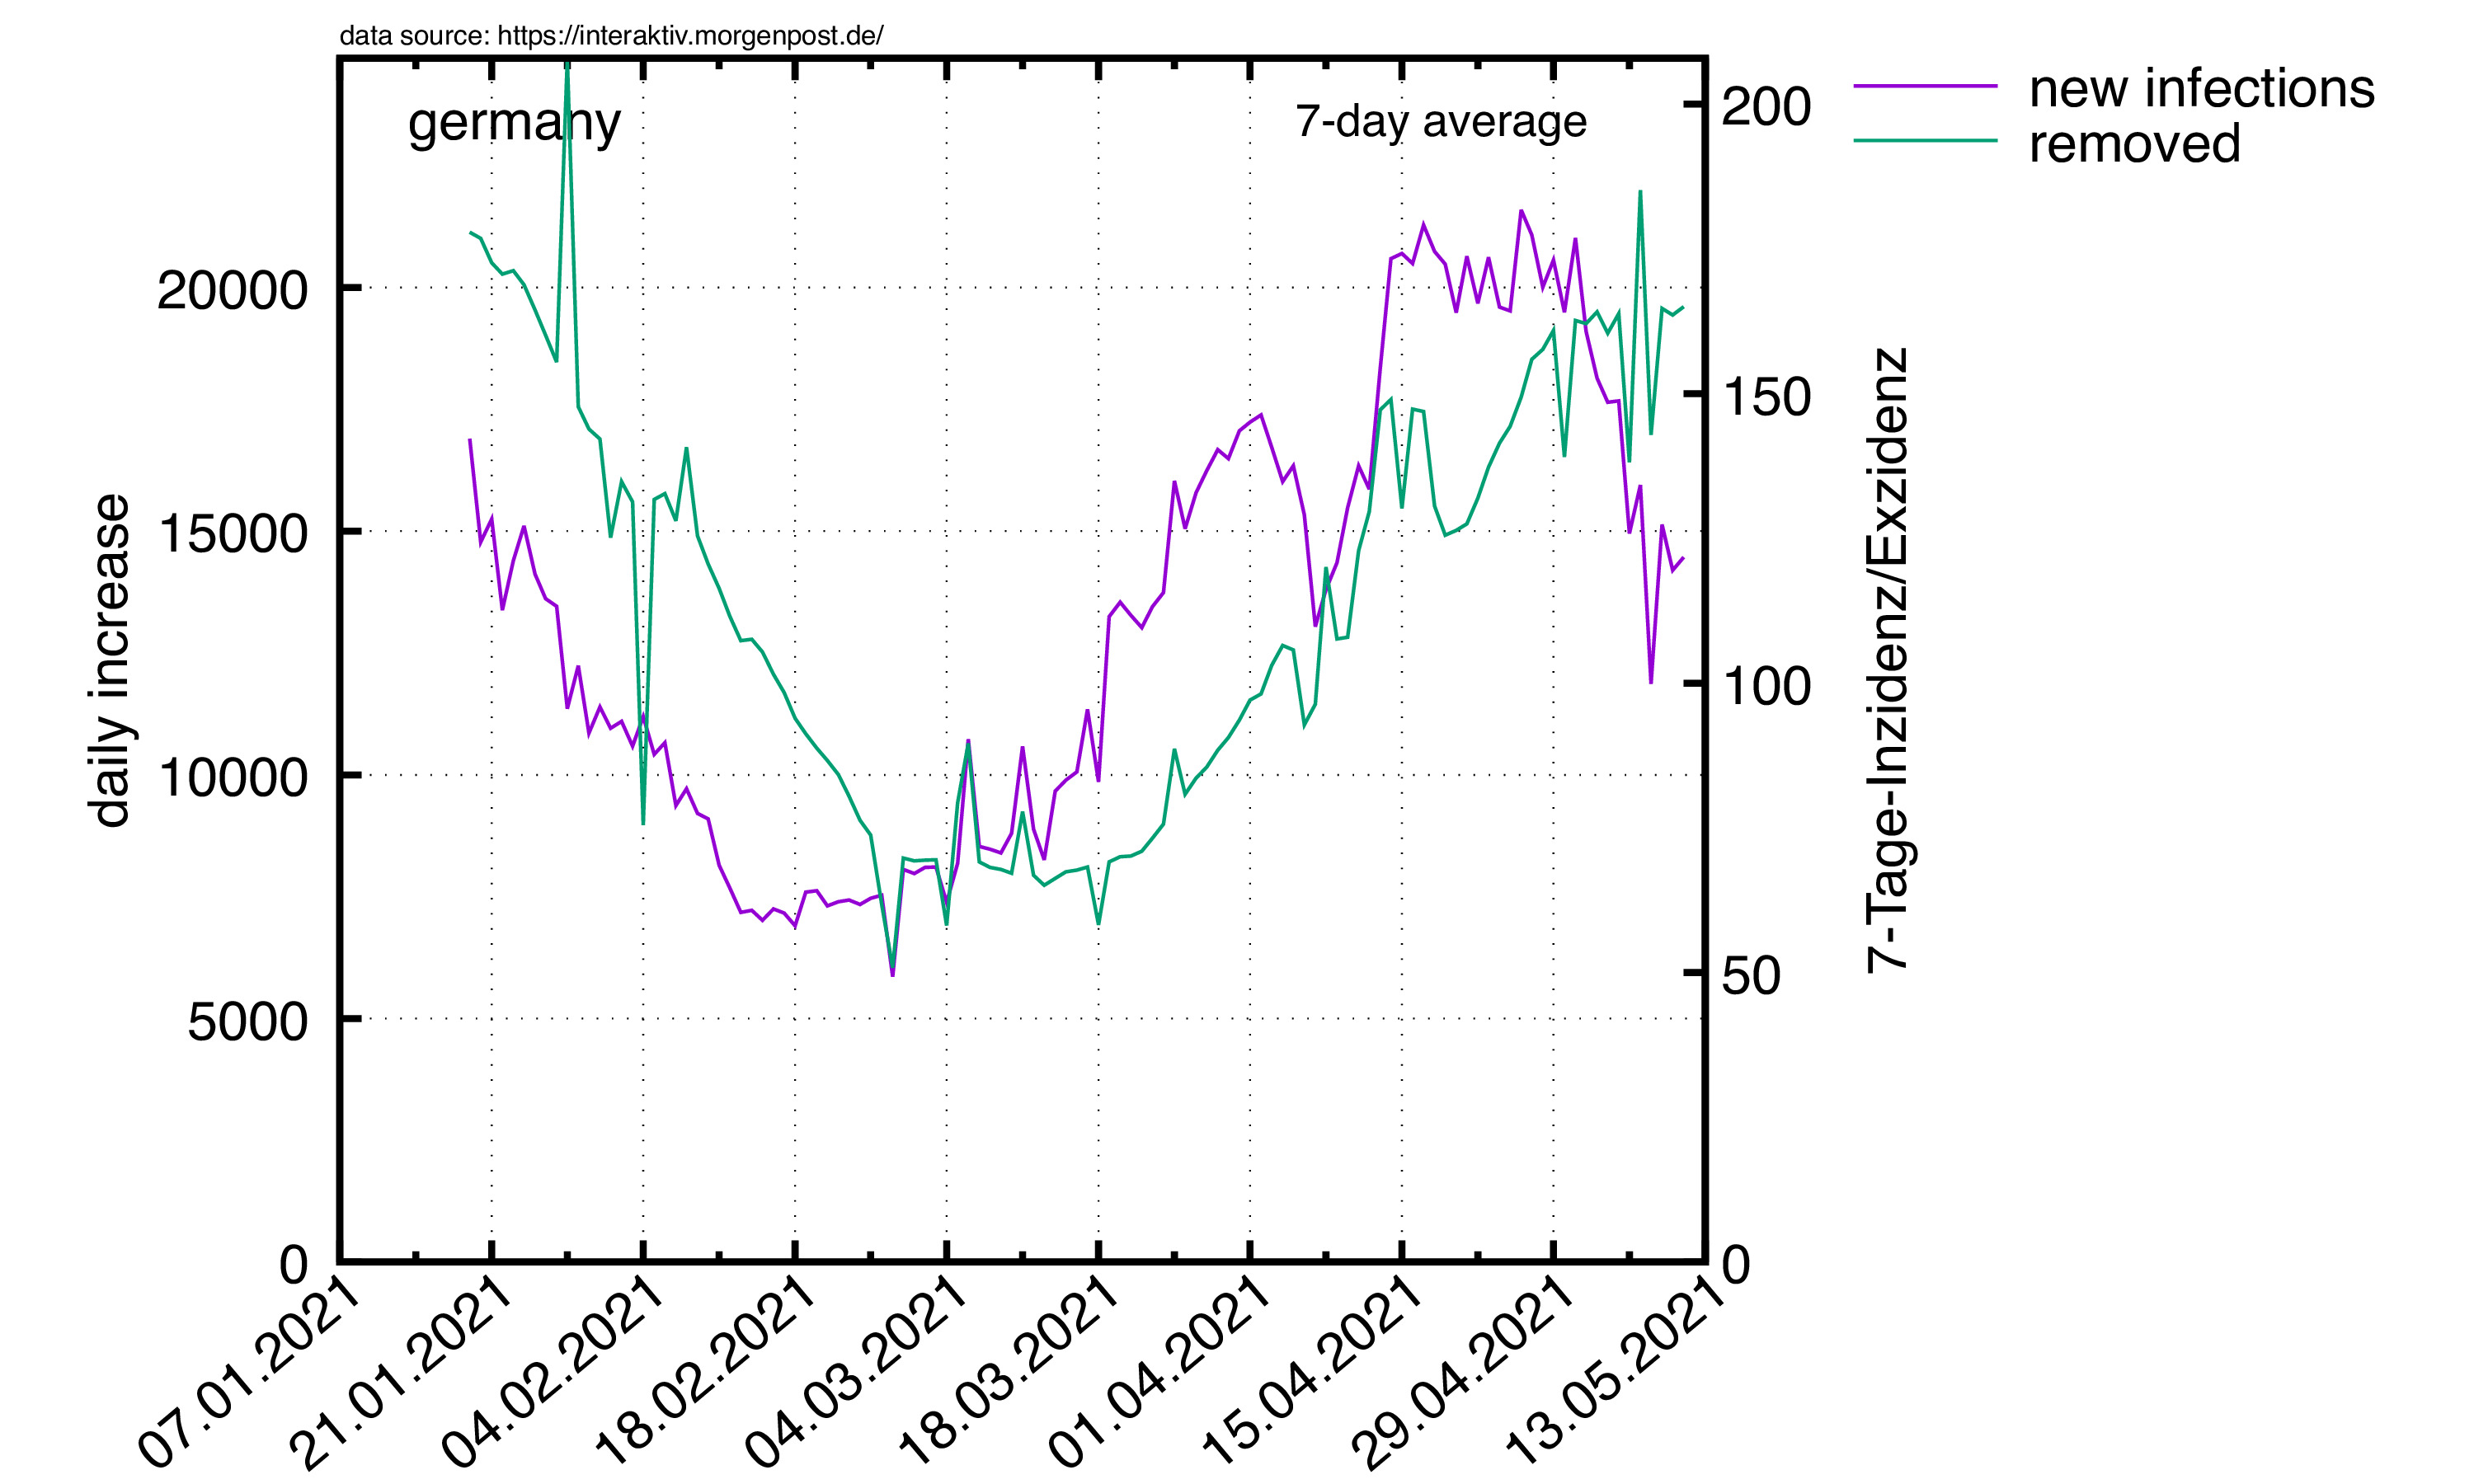 data source: https://interaktiv.morgenpost.de/
germany
7-day average
new infections
removed
daily increase
20000
15000
10000
5000
0
200
150
100
50
0
7-Tage-Inzidenz/Exzidenz
07.01.2021
21.01.2021
04.02.2021
18.02.2021
04.03.2021
18.03.2021
01.04.2021
15.04.2021
29.04.2021
13.05.2021